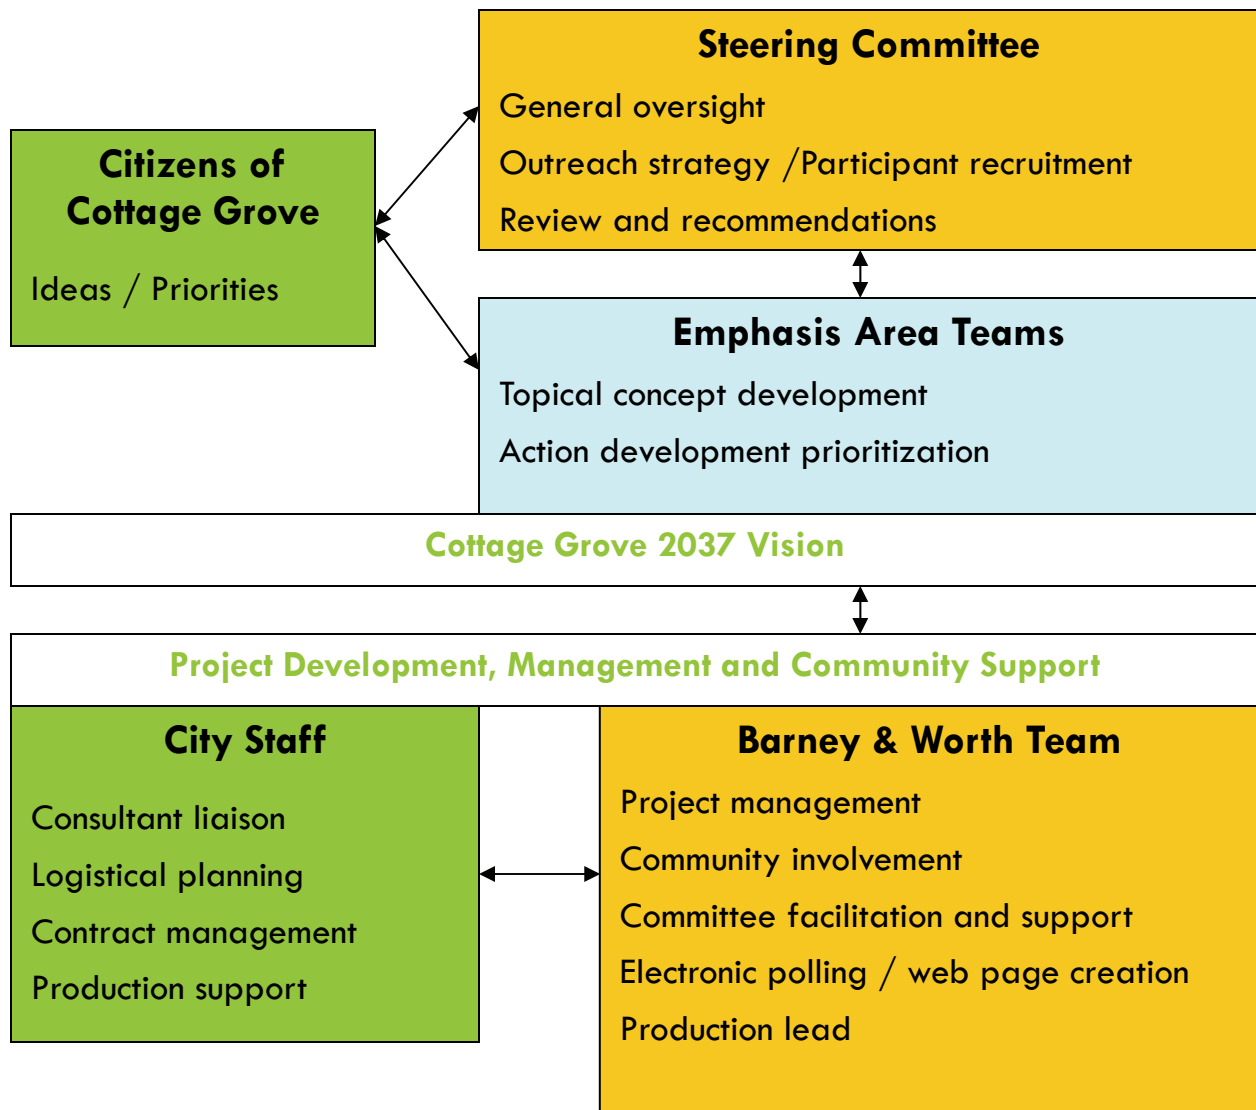 Steering Committee
General oversight
Outreach strategy /Participant recruitment
Review and recommendations
Citizens of
Cottage Grove
Ideas / Priorities
Emphasis Area Teams
Topical concept development
Action development prioritization
Cottage Grove 2037 Vision
Project Development, Management and Community Support
City Staff
Consultant liaison
Logistical planning
Contract management
Production support
Barney & Worth Team
Project management
Community involvement
Committee facilitation and support
Electronic polling / web page creation
Production lead